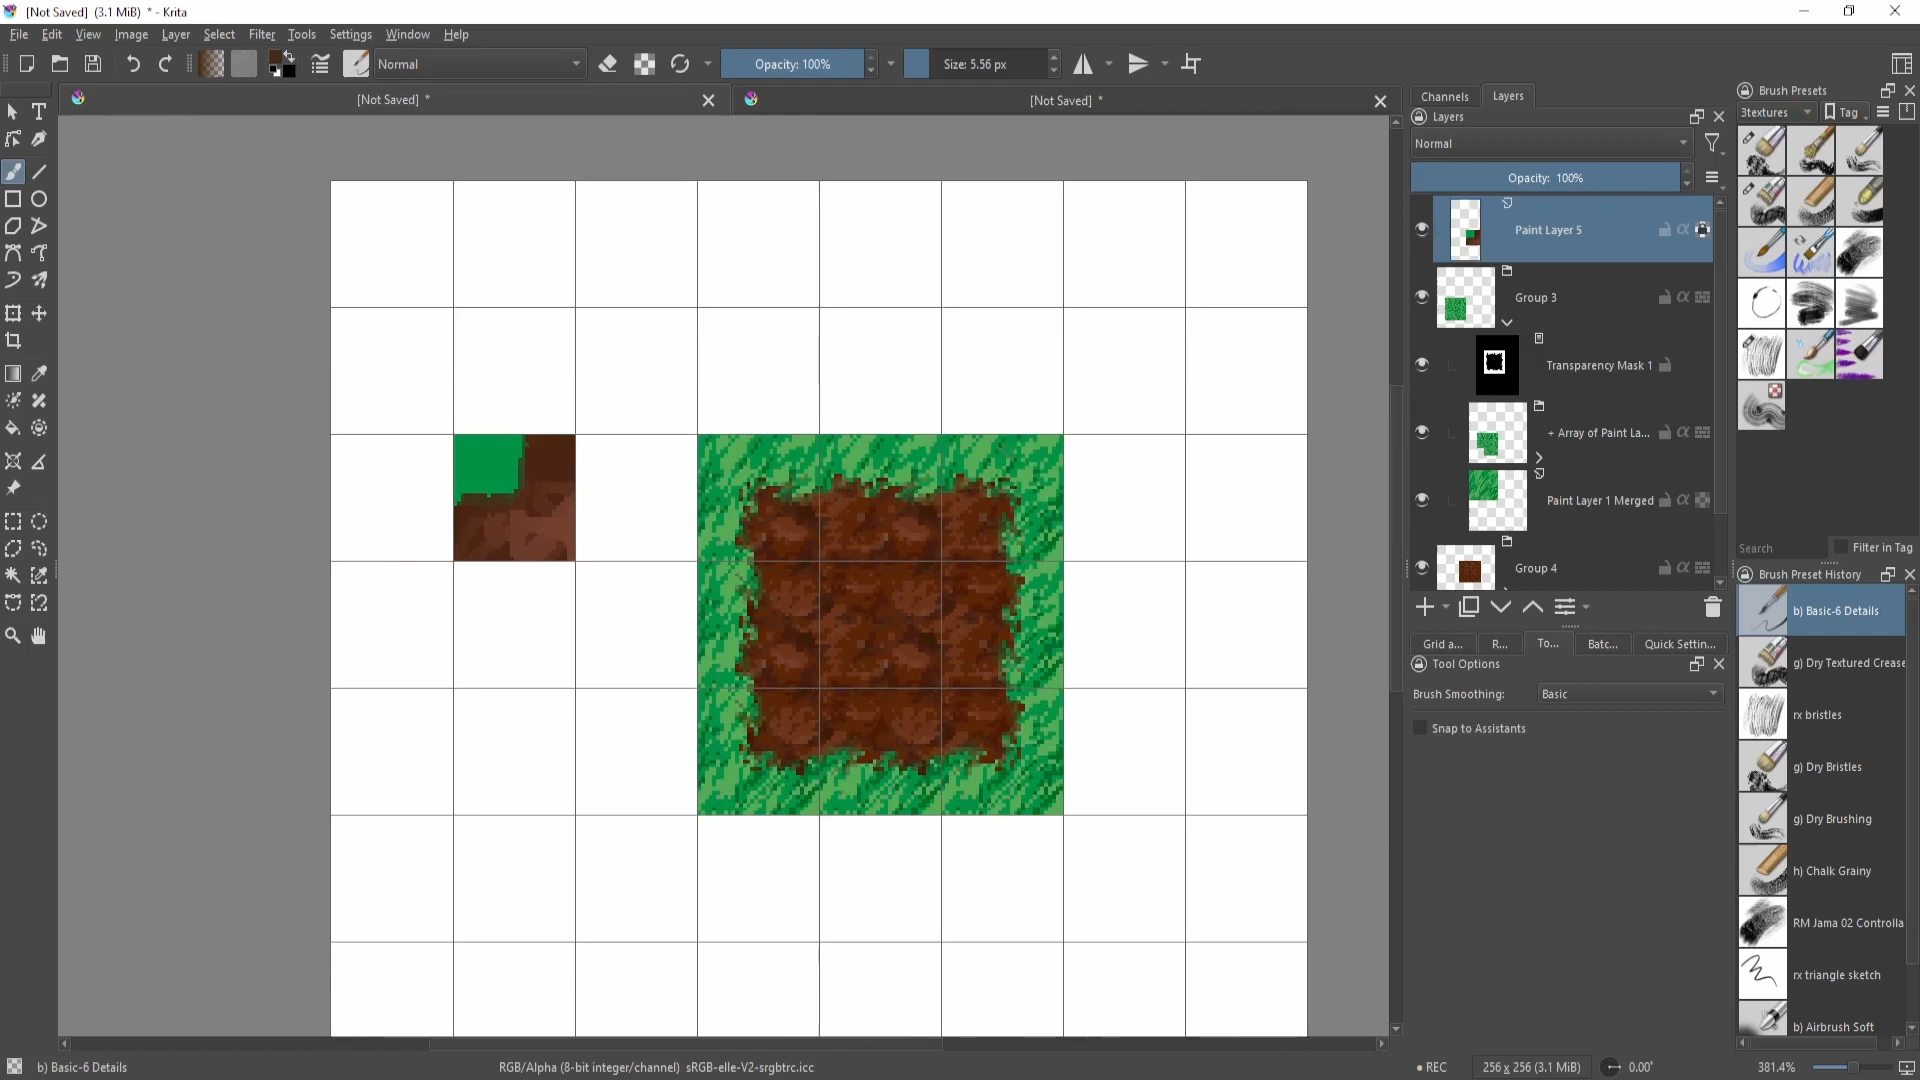 [Not Saved]  (3.1 MiB)  * - Krita
File Edit View Image Layer Select Filter Tools Settings Window Help
Normal
Opacity: 100%
Size: 5.56 px
[Not Saved]  *
[Not Saved]  *
Channels
Layers
Layers
Normal
Opacity:  100%
Paint Layer 5
Group 3
Transparency Mask 1
+ Array of Paint La...
Paint Layer 1 Merged
Group 4
Grid a...
R...
To...
Batc...
Quick Settin...
Tool Options
Brush Smoothing:
Basic
Snap to Assistants
Brush Presets
3textures
Tag
Search
Filter in Tag
Brush Preset History
b) Basic-6 Details
g) Dry Textured Crease
rx bristles
g) Dry Bristles
g) Dry Brushing
h) Chalk Grainy
RM Jama 02 Controlla
rx triangle sketch
b) Airbrush Soft
b) Basic-6 Details
RGB/Alpha (8-bit integer/channel)  sRGB-elle-V2-srgbtrc.icc
REC
256 x 256 (3.1 MiB)
0.00°
381.4%